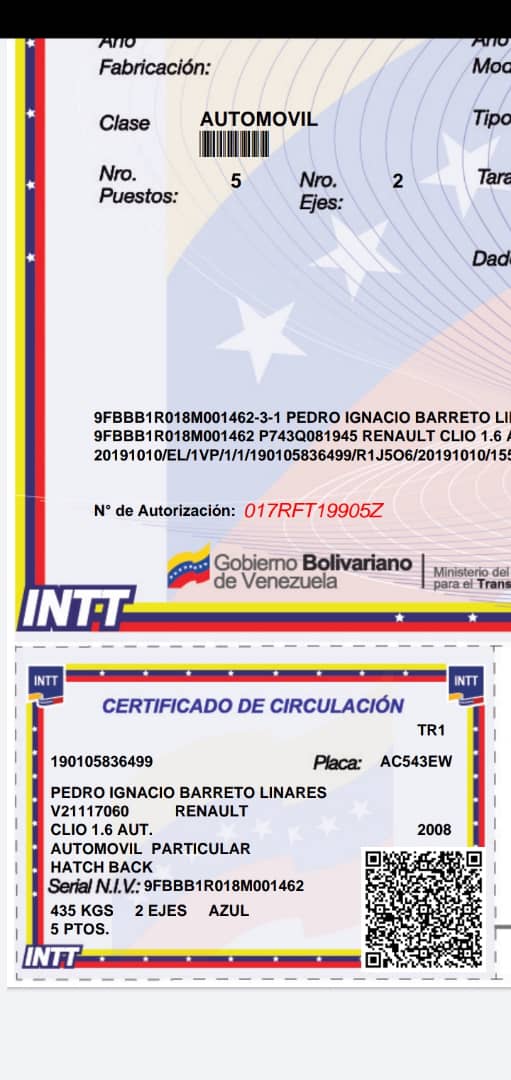 Año
Fabricación:
Mod
Clase
AUTOMOVIL
Tipo
Nro.
Puestos:
5
Nro.
Ejes:
2
Tara
Dado
9FBBB1R018M001462-3-1 PEDRO IGNACIO BARRETO LI
9FBBB1R018M001462 P743Q081945 RENAULT CLIO 1.6 A
20191010/EL/1VP/1/1/190105836499/R1J5O6/20191010/155
N° de Autorización: 017RFT19905Z
Gobierno Bolivariano
de Venezuela
Ministerio del
para el Trans
INTT
INTT
INTT
CERTIFICADO DE CIRCULACIÓN
TR1
190105836499
Placa: AC543EW
PEDRO IGNACIO BARRETO LINARES
V21117060 RENAULT
CLIO 1.6 AUT. 2008
AUTOMOVIL PARTICULAR
HATCH BACK
Serial N.I.V.: 9FBBB1R018M001462
435 KGS 2 EJES AZUL
5 PTOS.
INTT